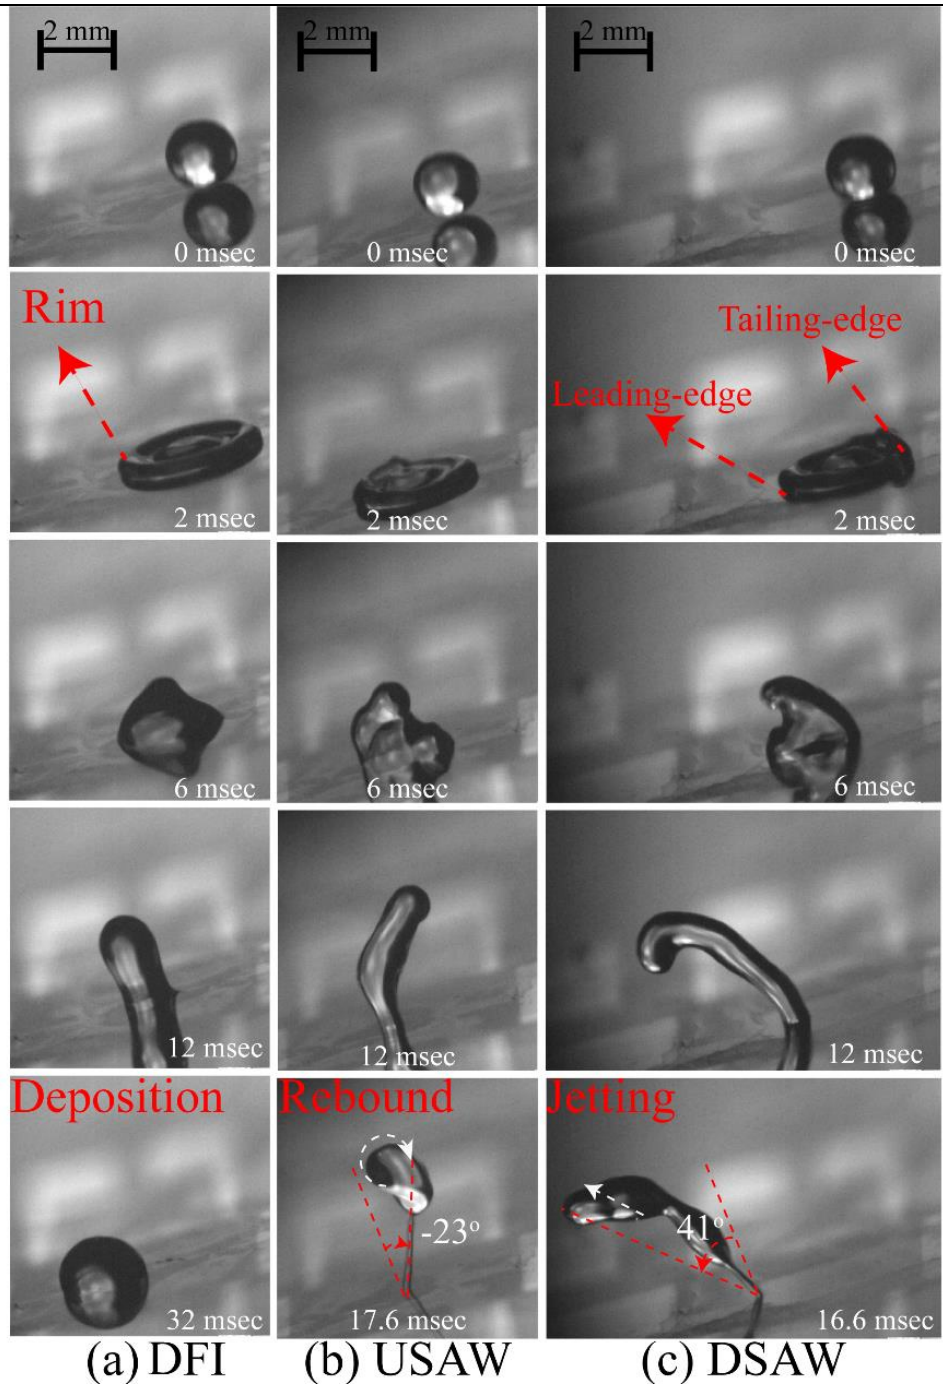 2 mm
2 mm
2 mm
0 msec
0 msec
0 msec
Rim
Tailing-edge
Leading-edge
2 msec
2 msec
2 msec
6 msec
6 msec
6 msec
12 msec
12 msec
12 msec
Deposition
Rebound
Jetting
-23°
41°
32 msec
17.6 msec
16.6 msec
(a) DFI
(b) USAW
(c) DSAW